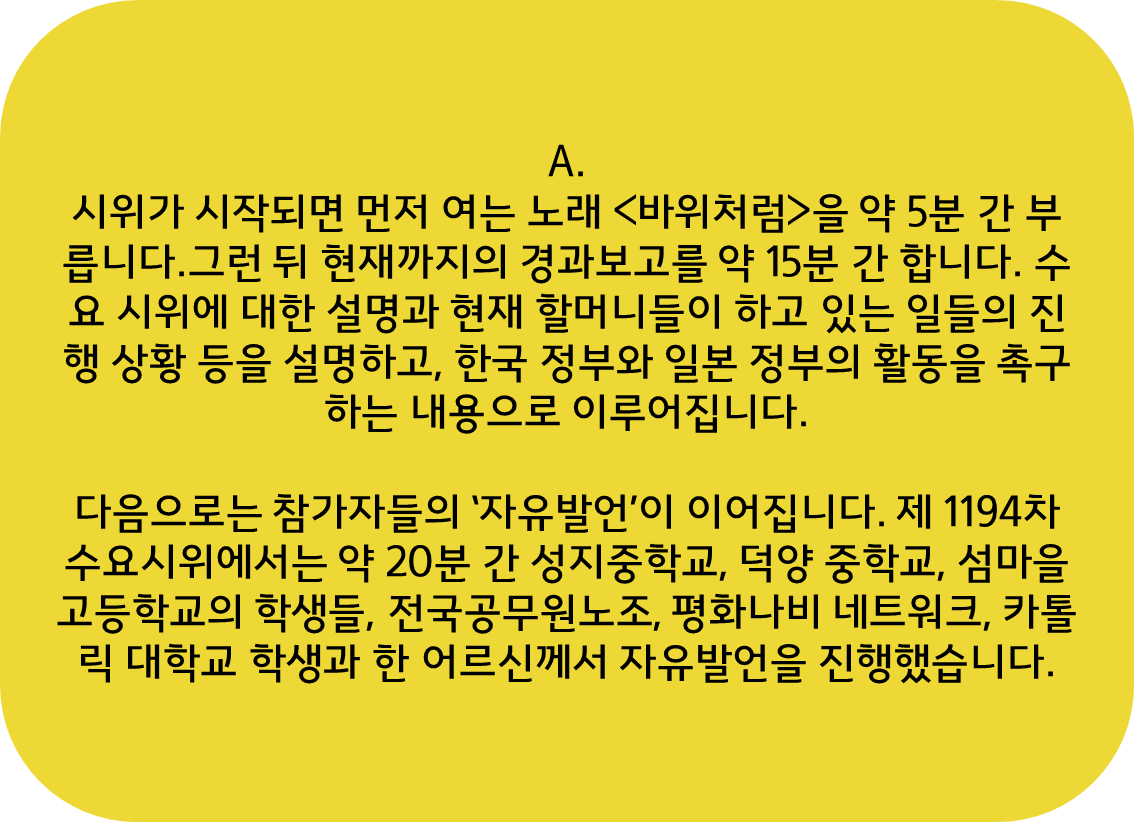 A.
시위가 시작되면 먼저 여는 노래 <바위처럼>을 약 5분 간 부
릅니다.그런 뒤 현재까지의 경과보고를 약 15분 간 합니다. 수
요 시위에 대한 설명과 현재 할머니들이 하고 있는 일들의 진
행 상황 등을 설명하고, 한국 정부와 일본 정부의 활동을 촉구
하는 내용으로 이루어집니다.
다음으로는 참가자들의 ‘자유발언’이 이어집니다. 제 1194차
수요시위에서는 약 20분 간 성지중학교, 덕양 중학교, 섬마을
고등학교의 학생들, 전국공무원노조, 평화나비 네트워크, 카톨
릭 대학교 학생과 한 어르신께서 자유발언을 진행했습니다.